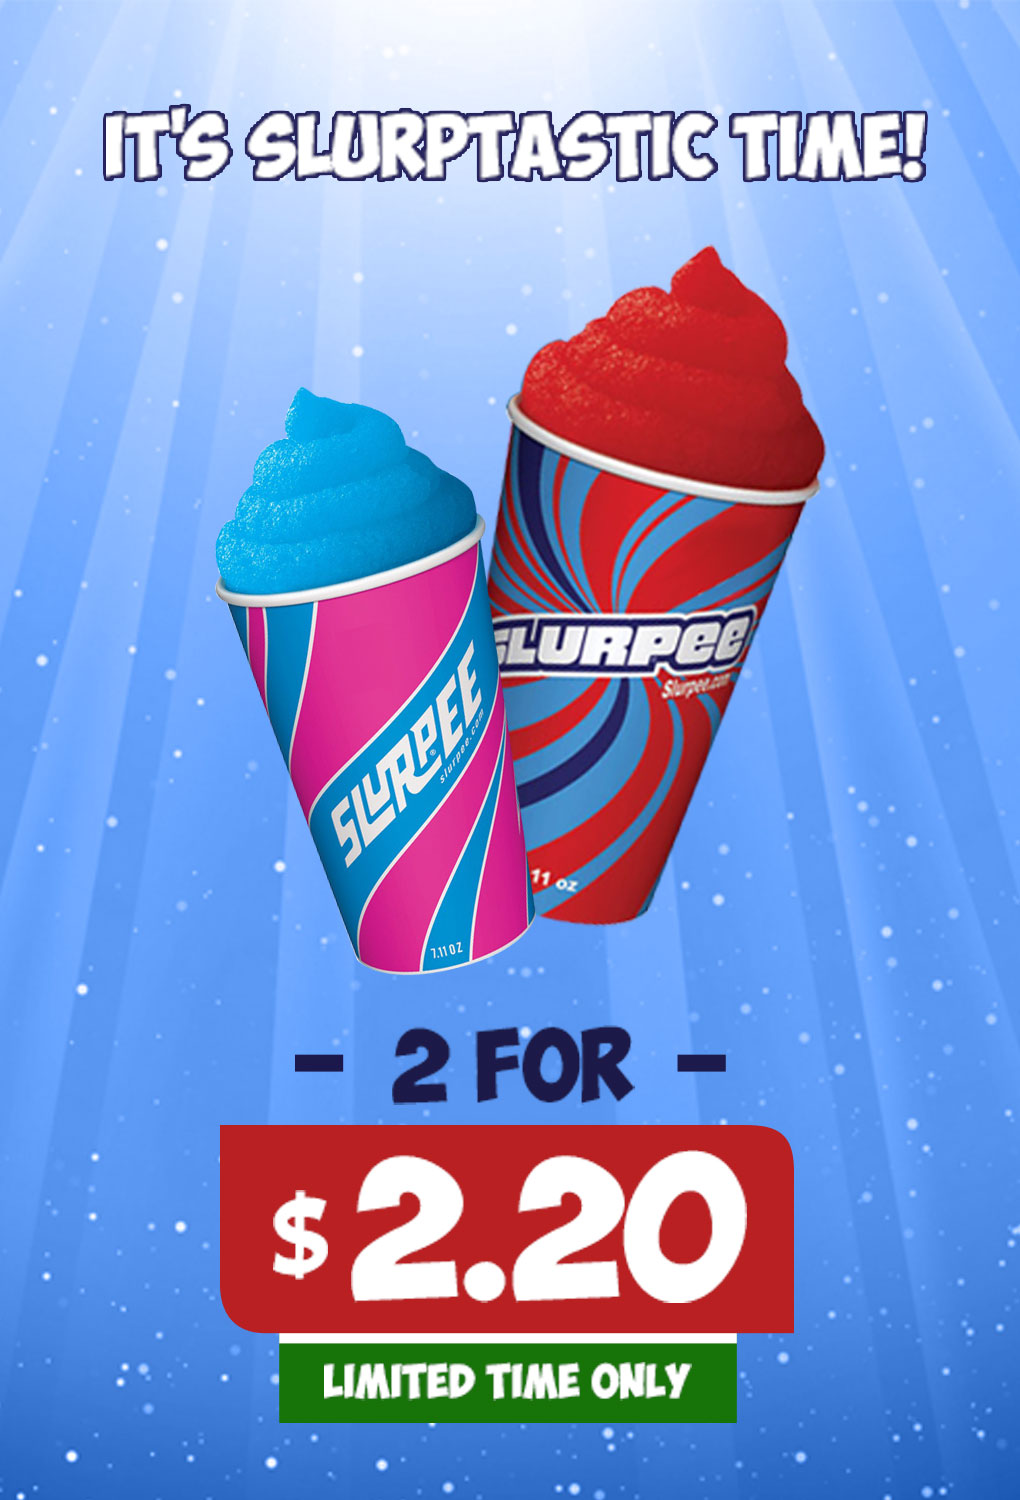 IT'S SLURPTASTIC TIME!
SLURPEE
Slurpee.com
SLURPEE
slurpee.com
11 oz
7.11 OZ
- 2 FOR -
$2.20
LIMITED TIME ONLY